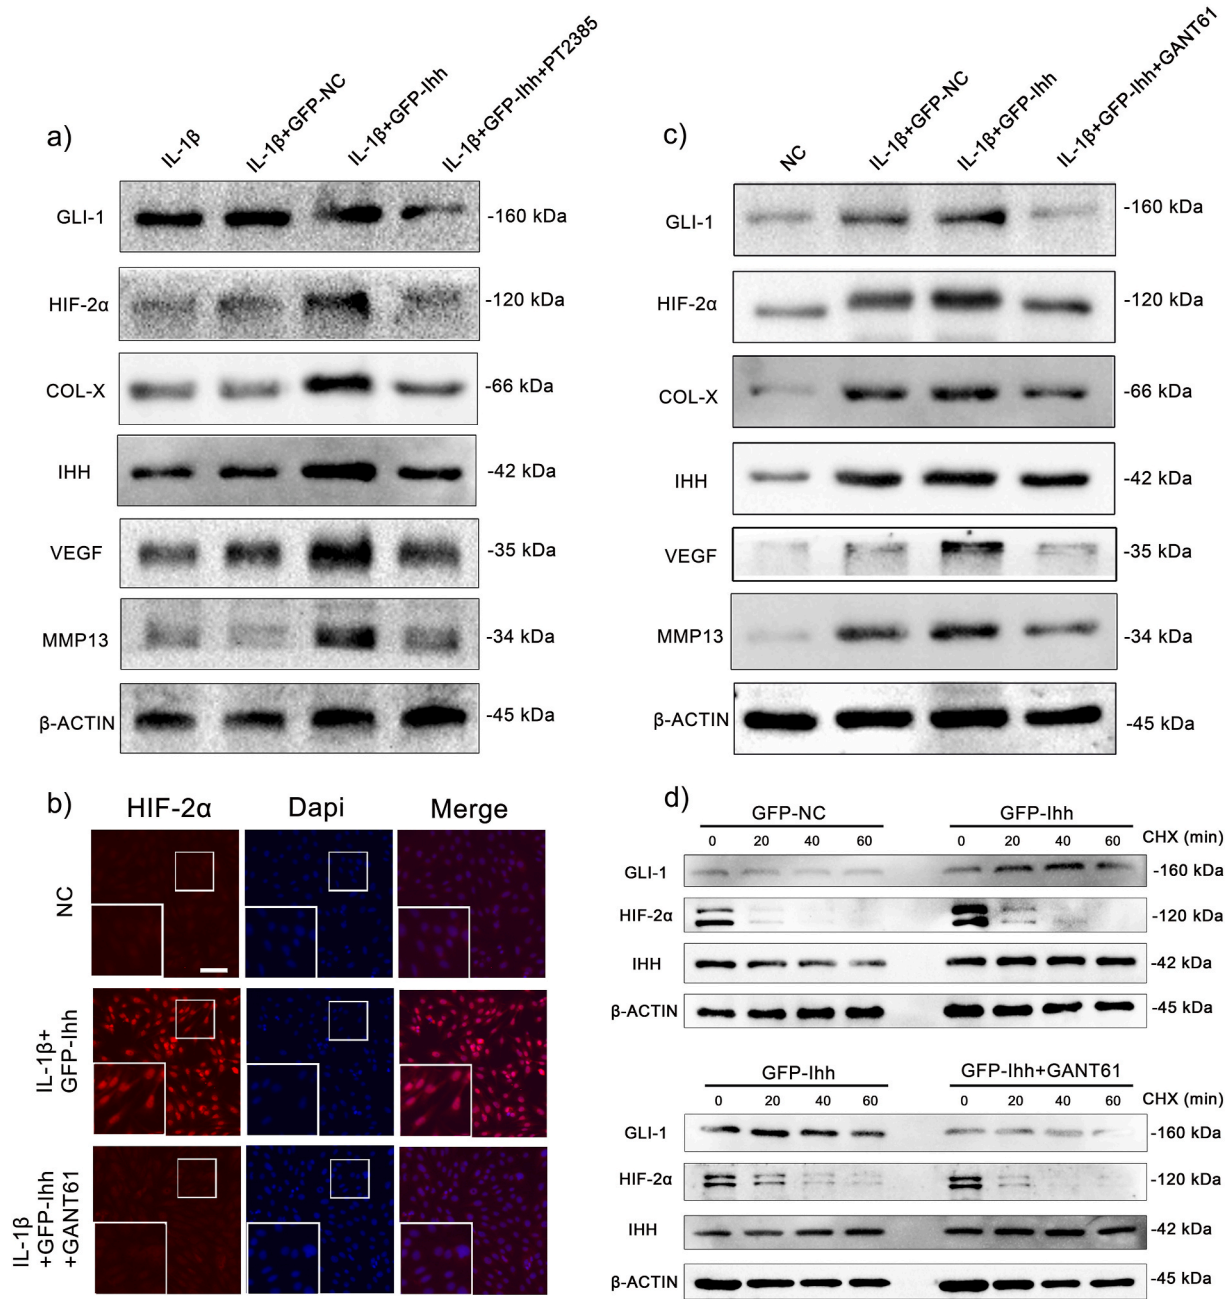 a)
IL-1β
IL-1β+GFP-NC
IL-1β+GFP-Ihh
IL-1β+GFP-Ihh+PT2385
GLI-1
-160 kDa
HIF-2α
-120 kDa
COL-X
-66 kDa
IHH
-42 kDa
VEGF
-35 kDa
MMP13
-34 kDa
β-ACTIN
-45 kDa
c)
NC
IL-1β+GFP-NC
IL-1β+GFP-Ihh
IL-1β+GFP-Ihh+GANT61
GLI-1
-160 kDa
HIF-2α
-120 kDa
COL-X
-66 kDa
IHH
-42 kDa
VEGF
-35 kDa
MMP13
-34 kDa
β-ACTIN
-45 kDa
b)
HIF-2α Dapi Merge
NC
IL-1β+
GFP-Ihh
IL-1β
+GFP-Ihh
+GANT61
d)
GFP-NC GFP-Ihh
0 20 40 60 0 20 40 60 CHX (min)
GLI-1 -160 kDa
HIF-2α -120 kDa
IHH -42 kDa
β-ACTIN -45 kDa
GFP-Ihh GFP-Ihh+GANT61
0 20 40 60 0 20 40 60 CHX (min)
GLI-1 -160 kDa
HIF-2α -120 kDa
IHH -42 kDa
β-ACTIN -45 kDa